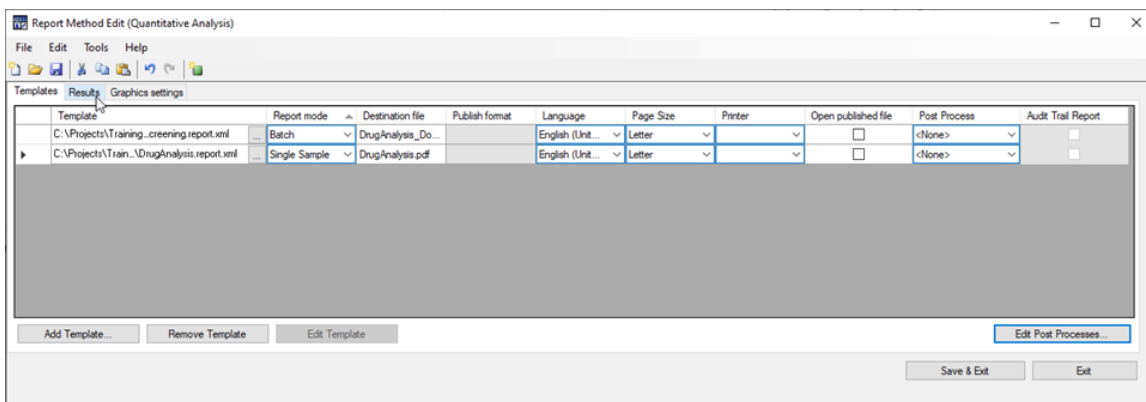 Report Method Edit (Quantitative Analysis)
File Edit Tools Help
Templates Results Graphics settings
Template Report mode Destination file Publish format Language Page Size Printer Open published file Post Process Audit Trail Report
C:\Projects\Training...creening.report.xml ... Batch DrugAnalysis_Do... English (Unit... Letter <None>
C:\Projects\Train...\DrugAnalysis.report.xml ... Single Sample DrugAnalysis.pdf English (Unit... Letter <None>
Add Template... Remove Template Edit Template Edit Post Processes...
Save & Exit Exit